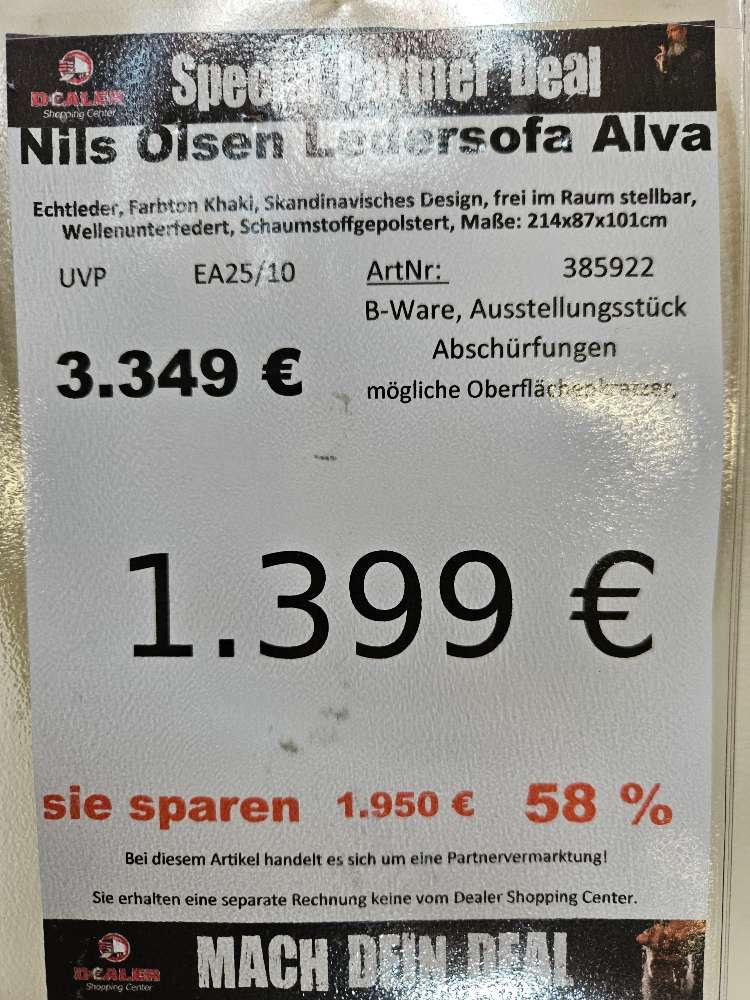 DEALER
Shopping Center
Special Partner Deal
Nils Olsen Ledersofa Alva
Echtleder, Farbton Khaki, Skandinavisches Design, frei im Raum stellbar,
Wellenunterfedert, Schaumstoffgepolstert, Maße: 214x87x101cm
UVP EA25/10 ArtNr: 385922
B-Ware, Ausstellungsstück
Abschürfungen
3.349 €
mögliche Oberflächenkratzer,
1.399 €
sie sparen 1.950 € 58 %
Bei diesem Artikel handelt es sich um eine Partnervermarktung!
Sie erhalten eine separate Rechnung keine vom Dealer Shopping Center.
DEALER
Shopping Center
MACH DEIN DEAL